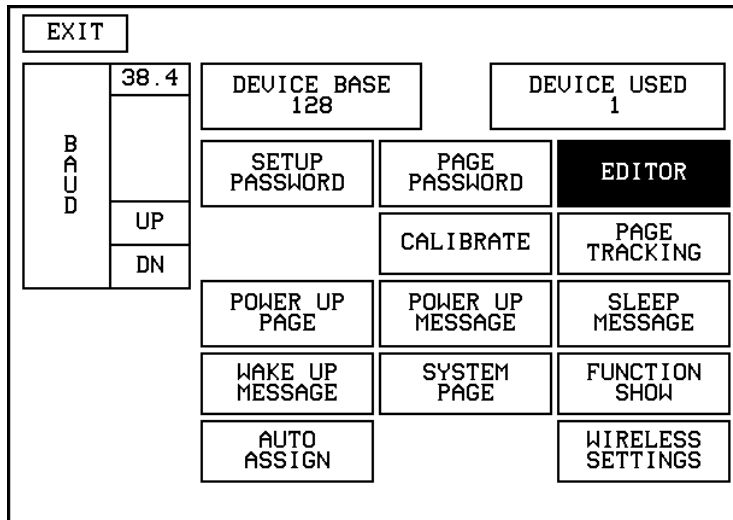 EXIT
BAUD
38.4
UP
DN
DEVICE BASE
128
DEVICE USED
1
SETUP
PASSWORD
PAGE
PASSWORD
EDITOR
CALIBRATE
PAGE
TRACKING
POWER UP
PAGE
POWER UP
MESSAGE
SLEEP
MESSAGE
WAKE UP
MESSAGE
SYSTEM
PAGE
FUNCTION
SHOW
AUTO
ASSIGN
WIRELESS
SETTINGS